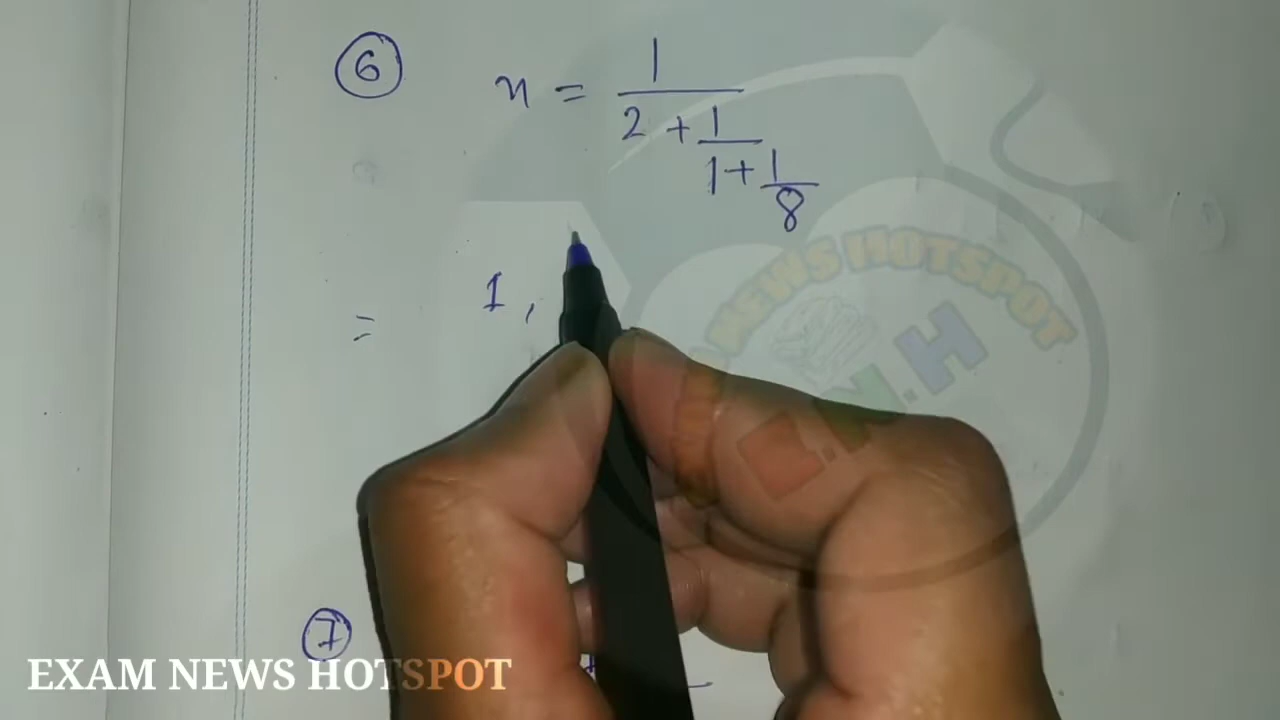 6
n = 1
2 + 1
1 + 1
8
= 1 ,
7
NEWS HOTSPOT
N.H
EXAM NEWS HOTSPOT